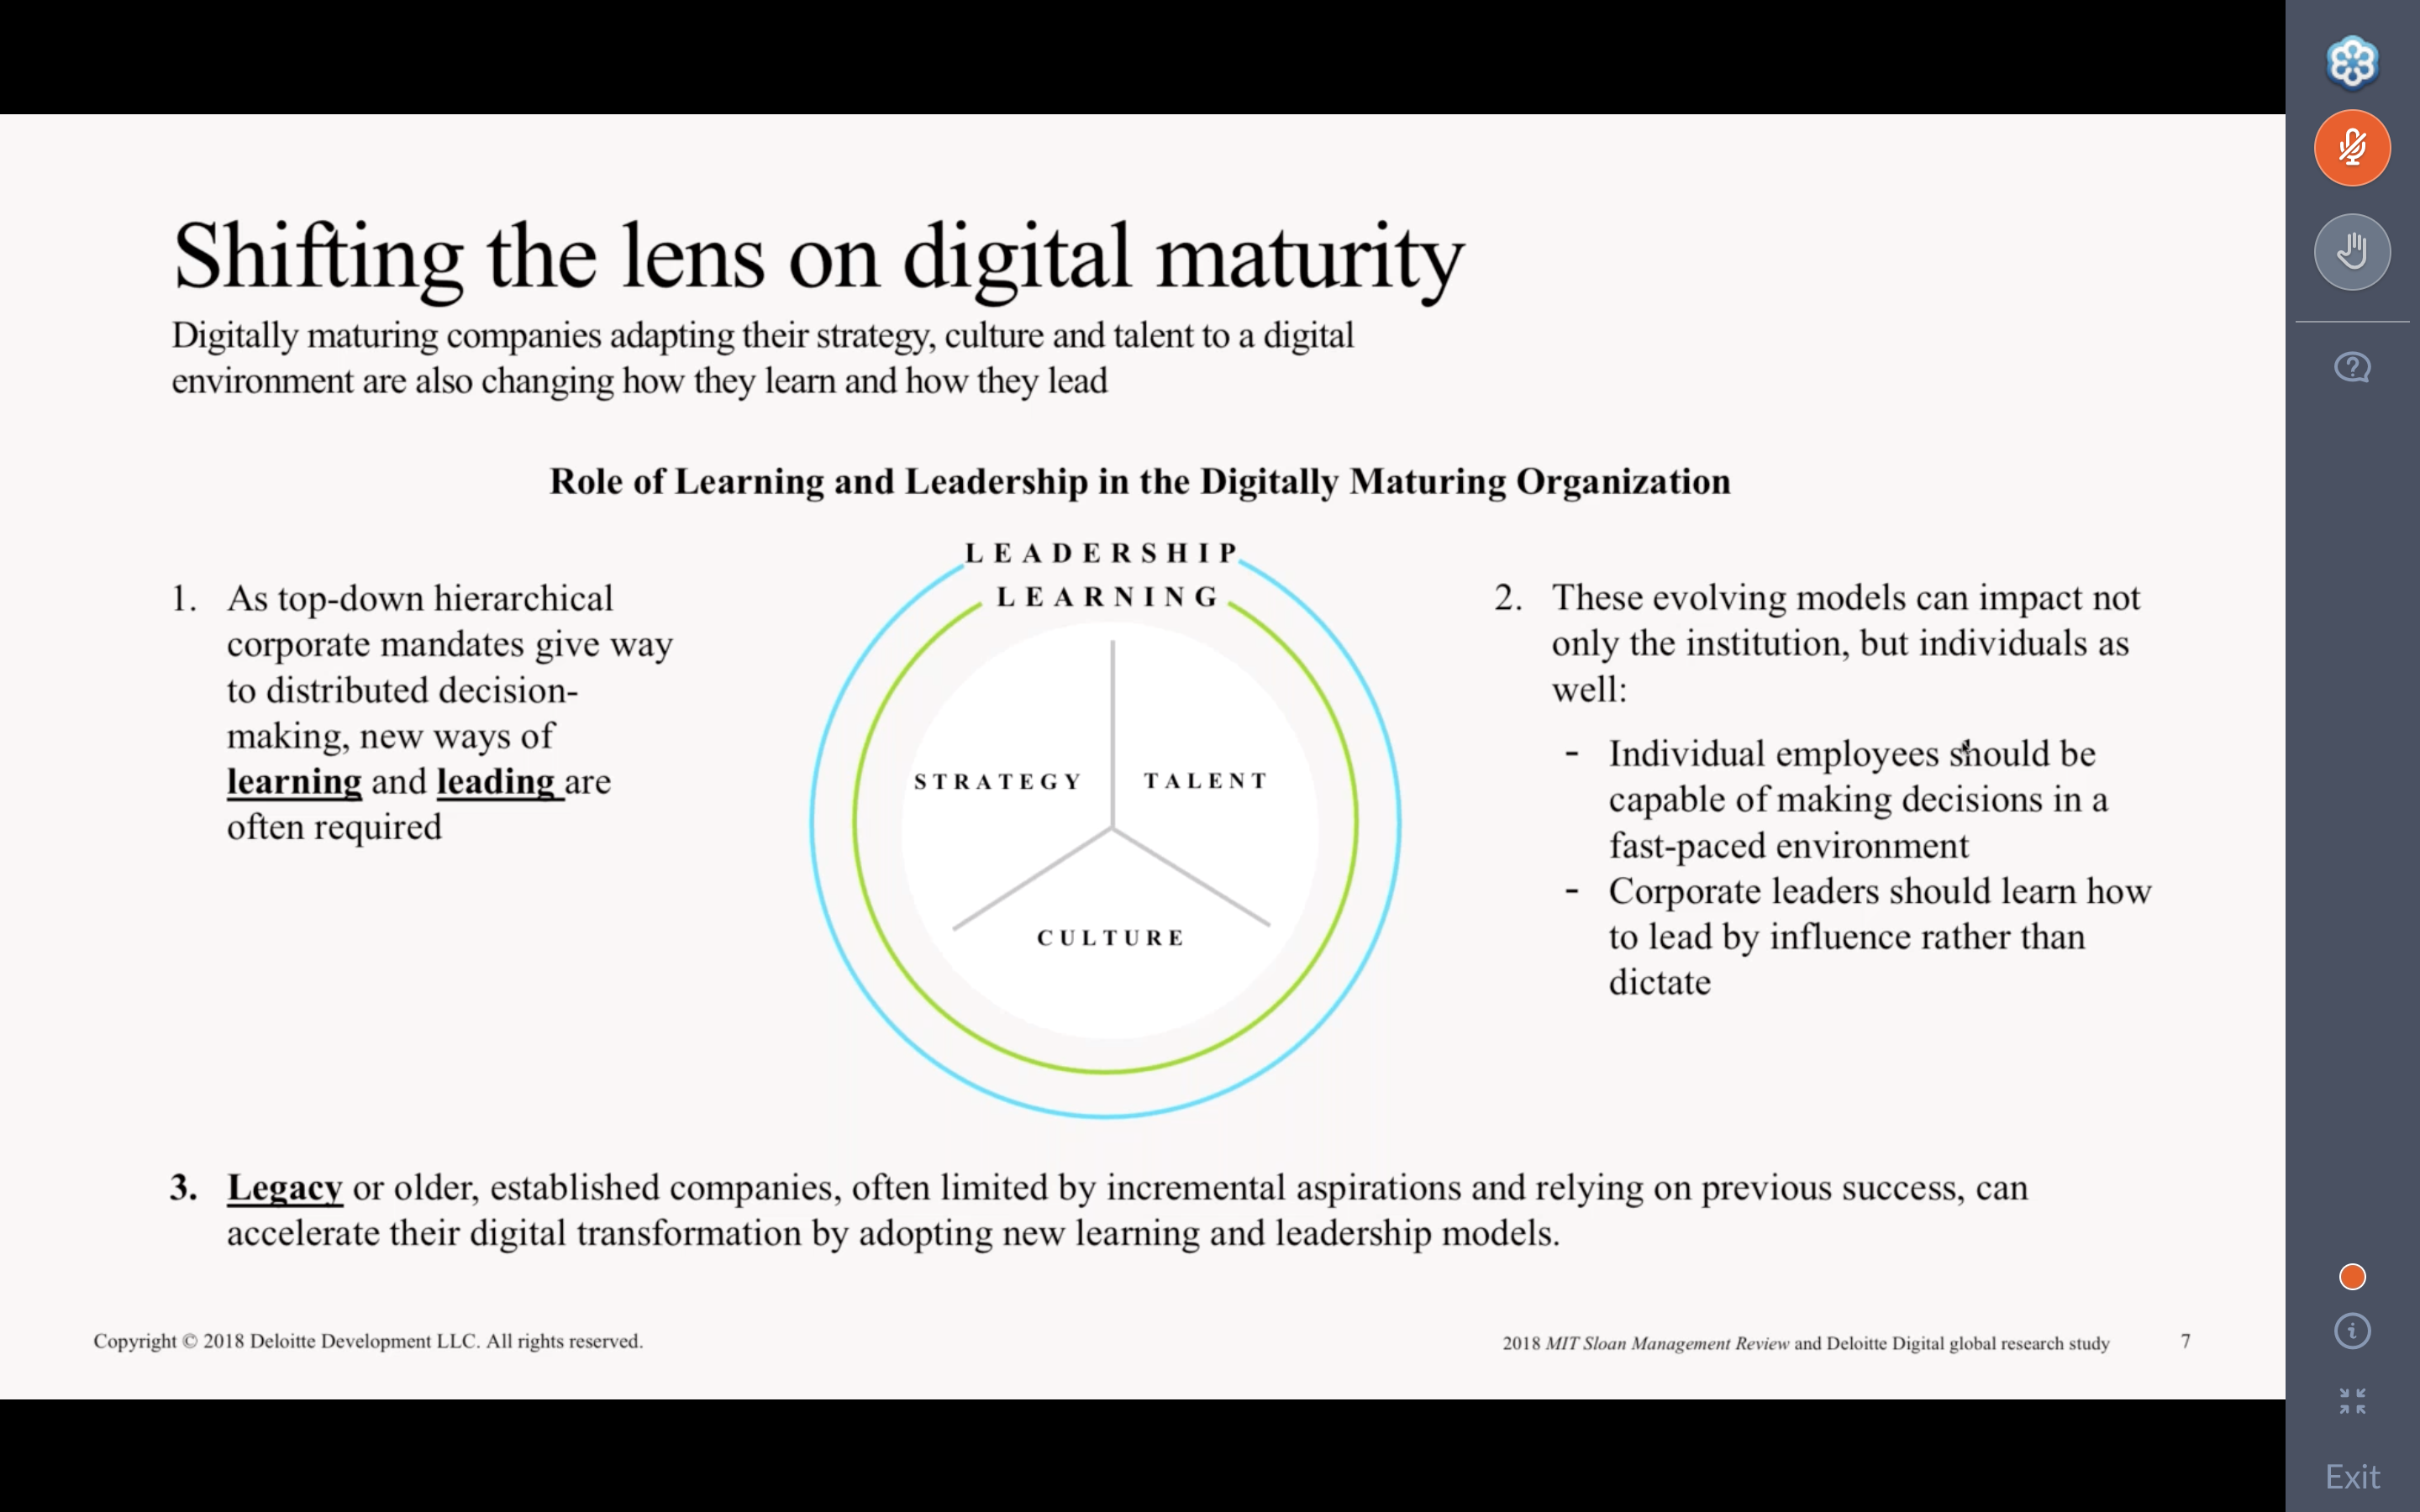 Shifting the lens on digital maturity
Digitally maturing companies adapting their strategy, culture and talent to a digital
environment are also changing how they learn and how they lead
Role of Learning and Leadership in the Digitally Maturing Organization
1. As top-down hierarchical
corporate mandates give way
to distributed decision-
making, new ways of
learning and leading are
often required
LEADERSHIP
LEARNING
STRATEGY
TALENT
CULTURE
2. These evolving models can impact not
only the institution, but individuals as
well:
- Individual employees should be
capable of making decisions in a
fast-paced environment
- Corporate leaders should learn how
to lead by influence rather than
dictate
3. Legacy or older, established companies, often limited by incremental aspirations and relying on previous success, can
accelerate their digital transformation by adopting new learning and leadership models.
Copyright © 2018 Deloitte Development LLC. All rights reserved.
2018 MIT Sloan Management Review and Deloitte Digital global research study
7
Exit